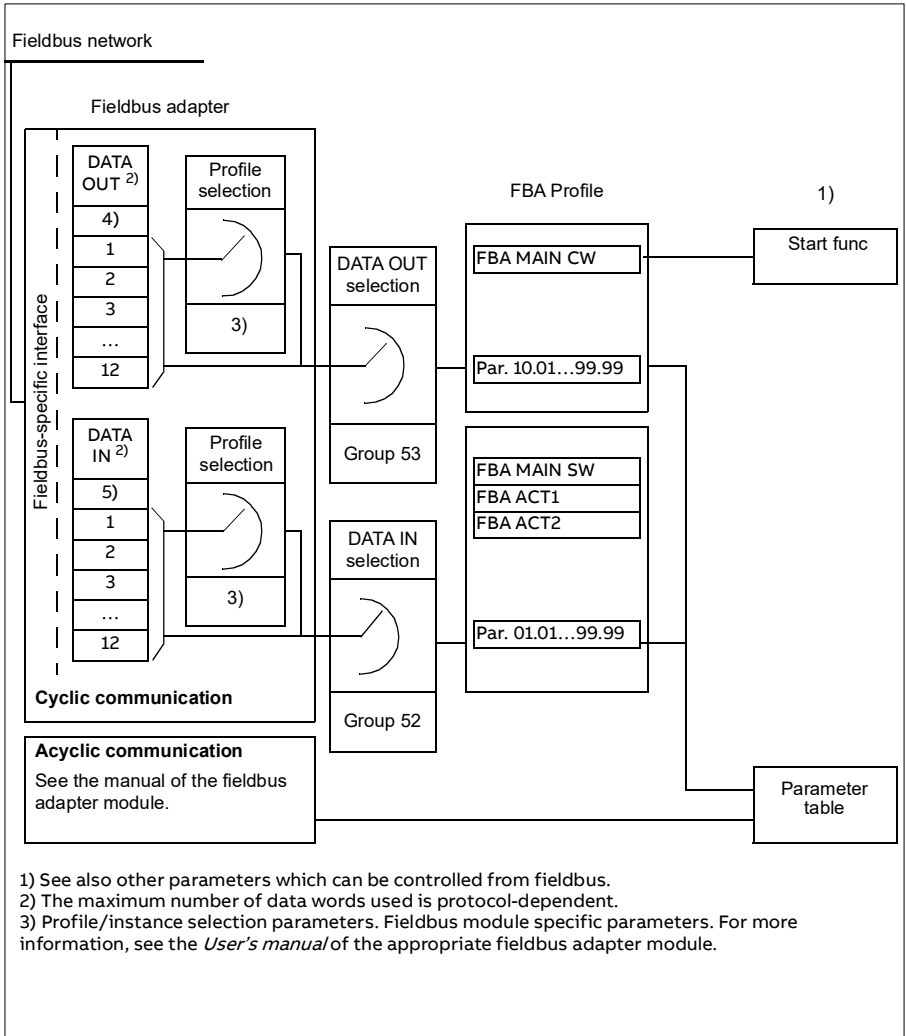 Fieldbus network
Fieldbus adapter
Fieldbus-specific interface
DATA
OUT 2)
4)
1
2
3
...
12
Profile
selection
3)
DATA OUT
selection
Group 53
FBA Profile
FBA MAIN CW
Par. 10.01...99.99
1)
Start func
DATA
IN 2)
5)
1
2
3
...
12
Profile
selection
3)
DATA IN
selection
Group 52
FBA MAIN SW
FBA ACT1
FBA ACT2
Par. 01.01...99.99
Cyclic communication
Acyclic communication
See the manual of the fieldbus
adapter module.
Parameter
table
1) See also other parameters which can be controlled from fieldbus.
2) The maximum number of data words used is protocol-dependent.
3) Profile/instance selection parameters. Fieldbus module specific parameters. For more
information, see the User's manual of the appropriate fieldbus adapter module.